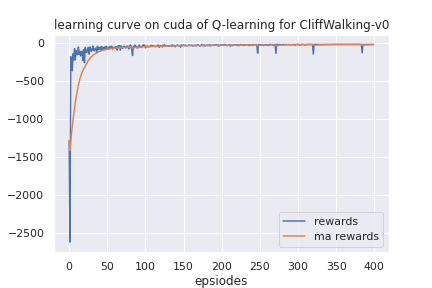 learning curve on cuda of Q-learning for CliffWalking-v0
0
−500
−1000
−1500
−2000
−2500
0 50 100 150 200 250 300 350 400
epsiodes
rewards
ma rewards